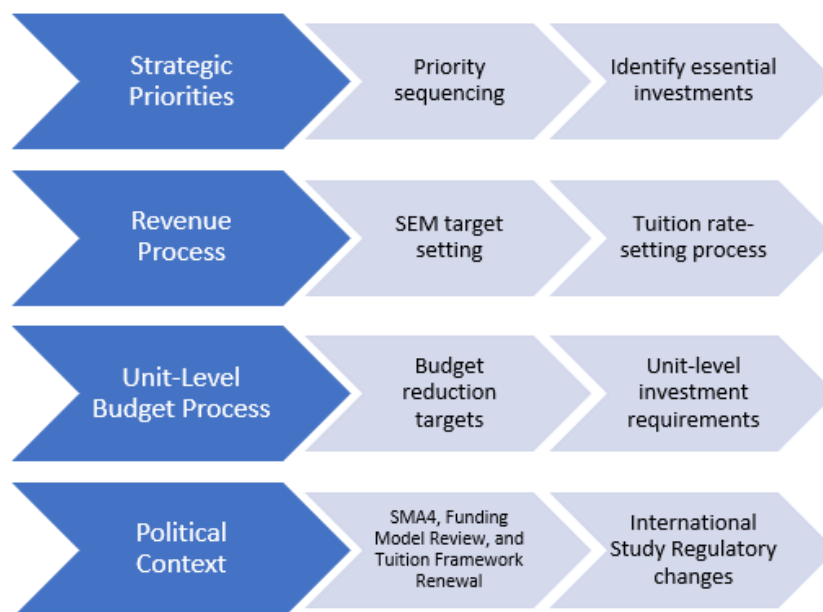 Strategic
Priorities
Priority
sequencing
Identify essential
investments
Revenue
Process
SEM target
setting
Tuition rate-
setting process
Unit-Level
Budget Process
Budget
reduction
targets
Unit-level
investment
requirements
Political
Context
SMA4, Funding
Model Review, and
Tuition Framework
Renewal
International
Study Regulatory
changes